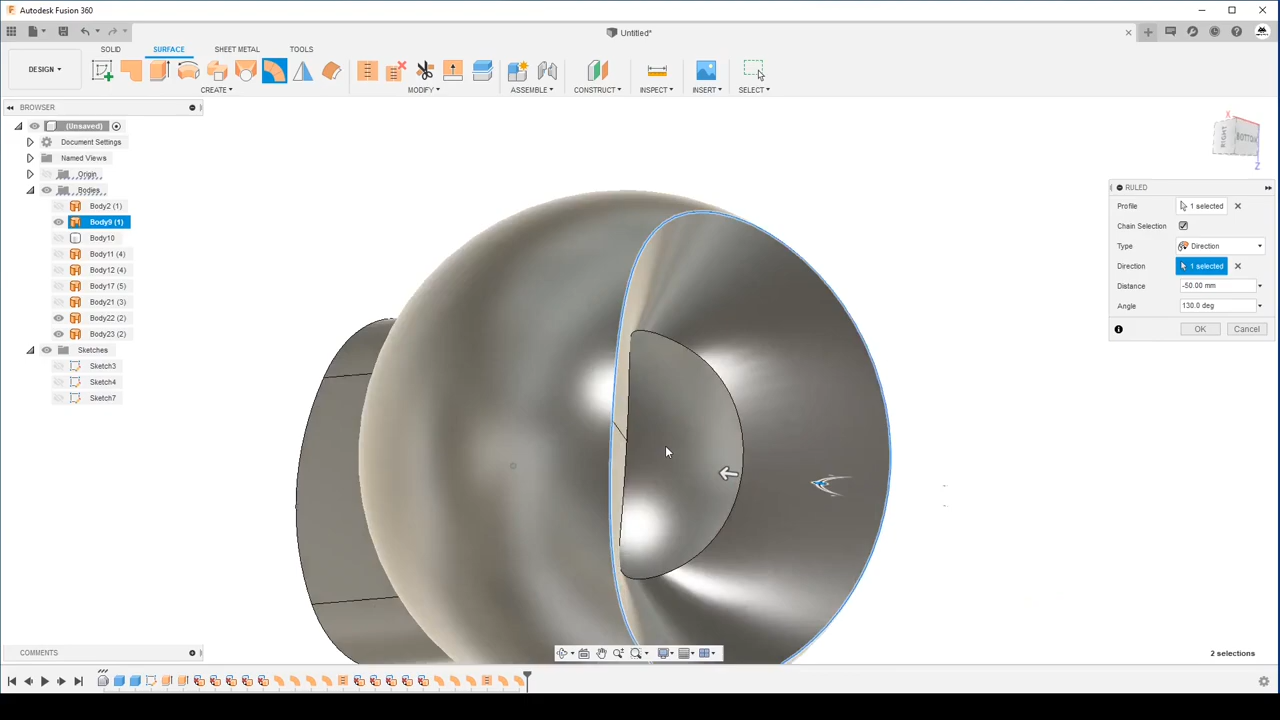 Autodesk Fusion 360
Untitled*
SOLID
SURFACE
SHEET METAL
TOOLS
DESIGN
CREATE
MODIFY
ASSEMBLE
CONSTRUCT
INSPECT
INSERT
SELECT
BROWSER
(Unsaved)
Document Settings
Named Views
Origin
Bodies
Body2 (1)
Body9 (1)
Body10
Body11 (4)
Body12 (4)
Body17 (5)
Body21 (3)
Body22 (2)
Body23 (2)
Sketches
Sketch3
Sketch4
Sketch7
X
RIGHT
BOTTOM
Z
RULED
Profile 1 selected
Chain Selection
Type Direction
Direction 1 selected
Distance -50.00 mm
Angle 130.0 deg
OK Cancel
COMMENTS
2 selections